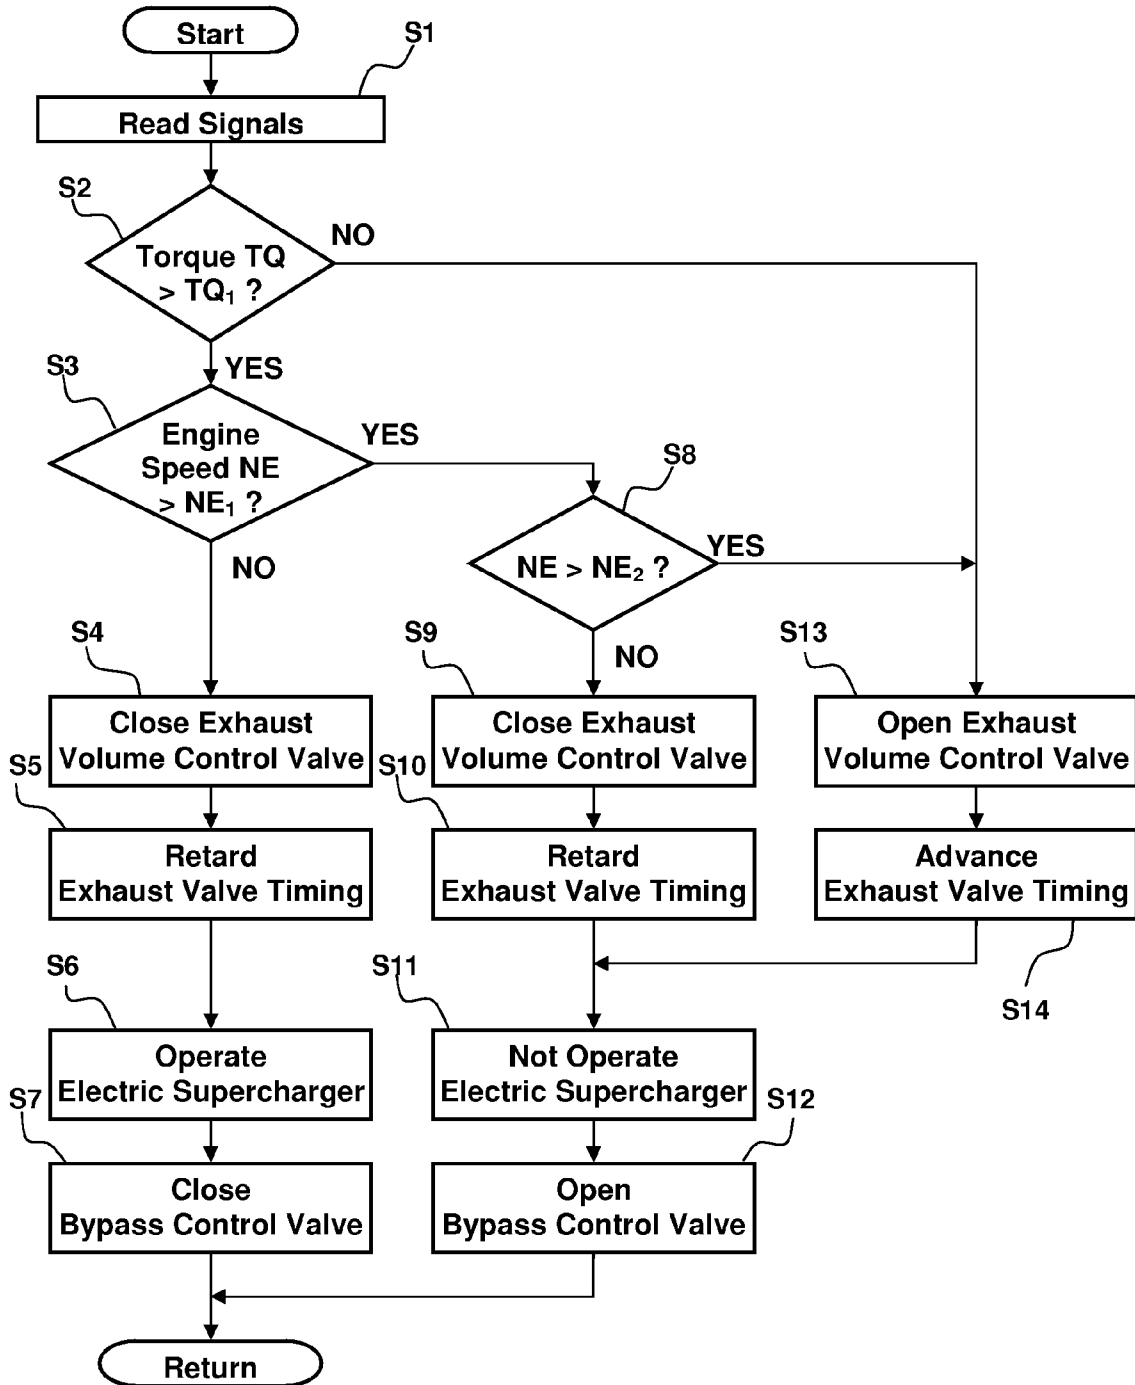 Start
S1
Read Signals
S2
NO
Torque TQ
> TQ₁ ?
S3
YES
Engine
Speed NE
> NE₁ ?
YES
S8
NO
NE > NE₂ ?
YES
S4
Close Exhaust
Volume Control Valve
S9
NO
Close Exhaust
Volume Control Valve
S13
Open Exhaust
Volume Control Valve
S5
Retard
Exhaust Valve Timing
S10
Retard
Exhaust Valve Timing
Advance
Exhaust Valve Timing
S14
S6
Operate
Electric Supercharger
S11
Not Operate
Electric Supercharger
S7
Close
Bypass Control Valve
S12
Open
Bypass Control Valve
Return